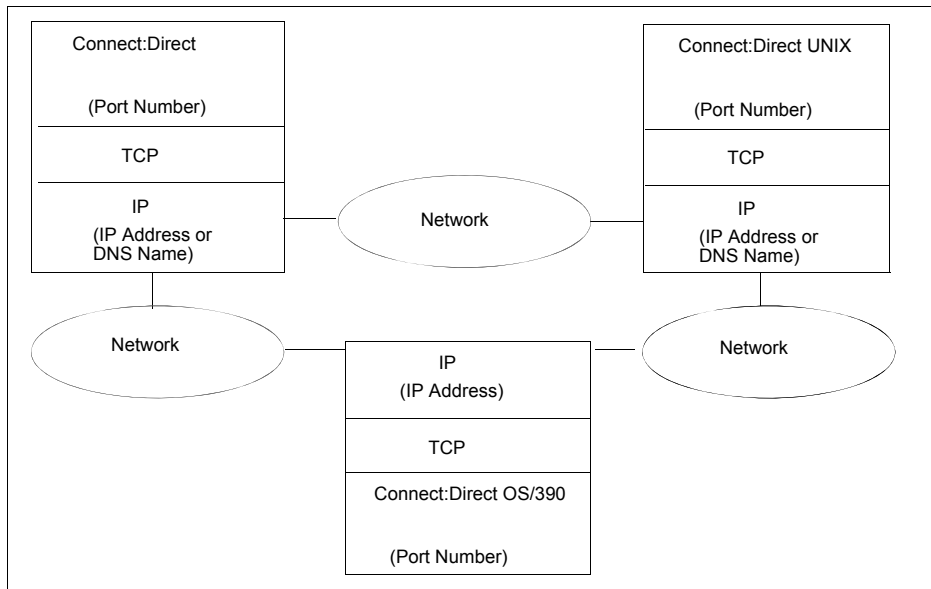 Connect:Direct
(Port Number)
TCP
IP
(IP Address or
DNS Name)
Network
Connect:Direct UNIX
(Port Number)
TCP
IP
(IP Address or
DNS Name)
Network
Network
IP
(IP Address)
TCP
Connect:Direct OS/390
(Port Number)